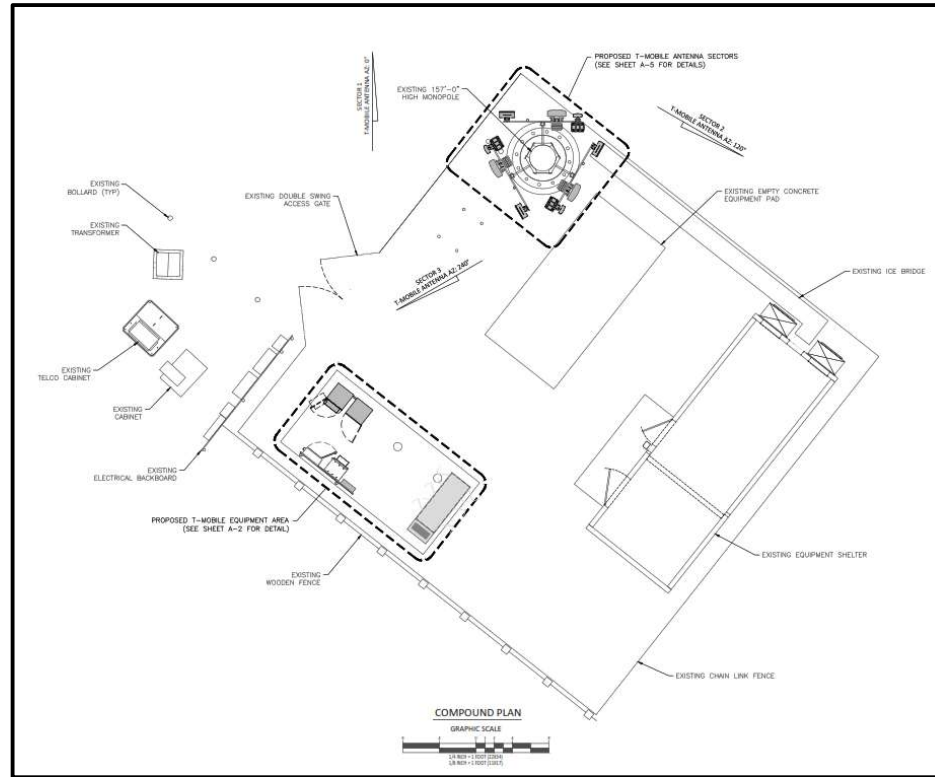 PROPOSED T-MOBILE ANTENNA SECTORS
(SEE SHEET A-5 FOR DETAILS)
SECTOR 1
T-MOBILE ANTENNA AZ: 0°
EXISTING 157'-0"
HIGH MONOPOLE
SECTOR 2
T-MOBILE ANTENNA AZ: 120°
EXISTING
BOLLARD (TYP)
EXISTING DOUBLE SWING
ACCESS GATE
EXISTING EMPTY CONCRETE
EQUIPMENT PAD
EXISTING
TRANSFORMER
SECTOR 3
T-MOBILE ANTENNA AZ: 240°
EXISTING ICE BRIDGE
EXISTING
TELCO CABINET
EXISTING
CABINET
EXISTING
ELECTRICAL BACKBOARD
PROPOSED T-MOBILE EQUIPMENT AREA
(SEE SHEET A-2 FOR DETAIL)
EXISTING EQUIPMENT SHELTER
EXISTING
WOODEN FENCE
EXISTING CHAIN LINK FENCE
COMPOUND PLAN
GRAPHIC SCALE